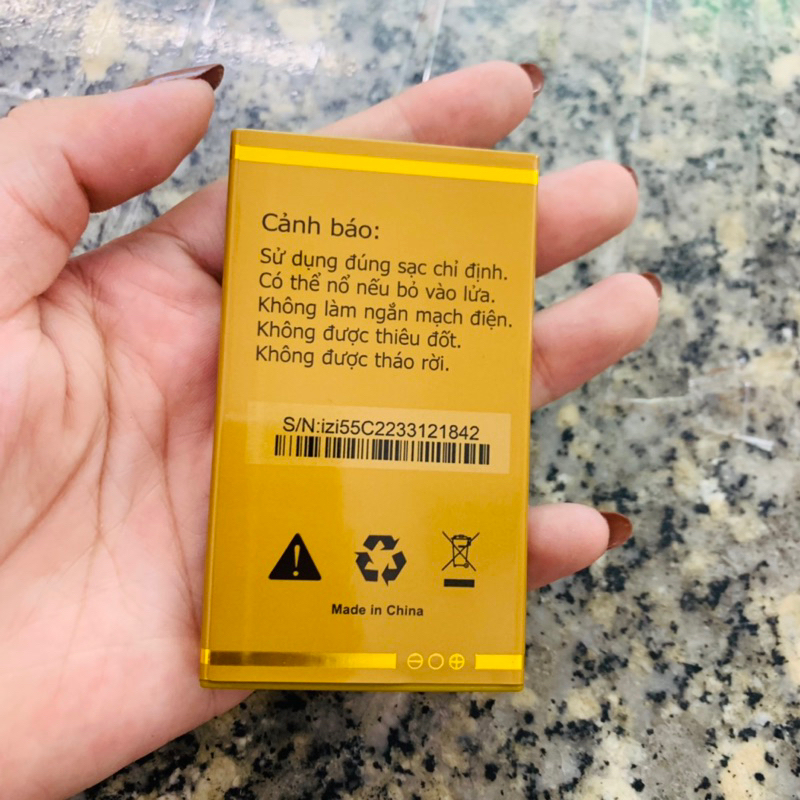 Cảnh báo:
Sử dụng đúng sạc chỉ định.
Có thể nổ nếu bỏ vào lửa.
Không làm ngắn mạch điện.
Không được thiêu đốt.
Không được tháo rời.
S/N:izi55C2233121842
Made in China